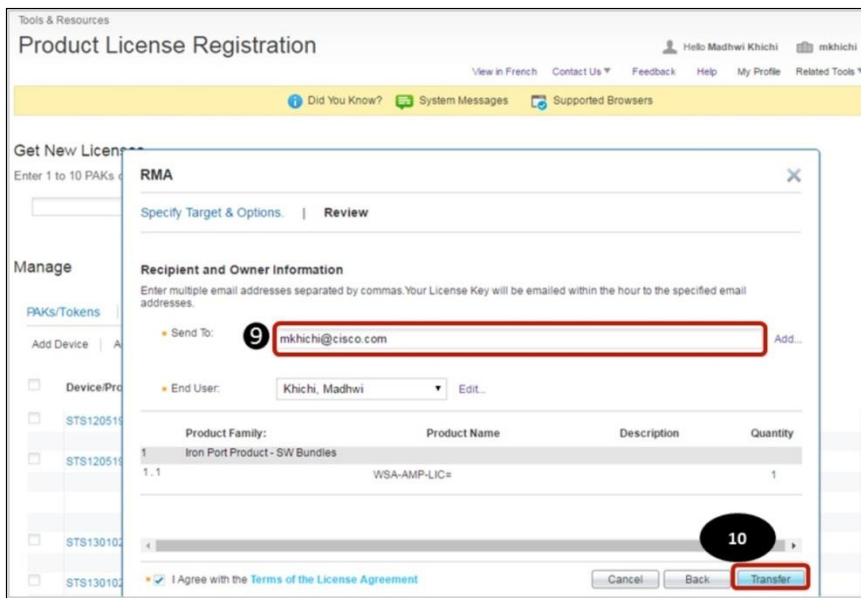 Tools & Resources
Product License Registration
Hello Madhwi Khichi mkhichi
View in French Contact Us Feedback Help My Profile Related Tools
Did You Know? System Messages Supported Browsers
Get New Licenses
Enter 1 to 10 PAKs
RMA
Specify Target & Options. | Review
Manage
Recipient and Owner Information
Enter multiple email addresses separated by commas.Your License Key will be emailed within the hour to the specified email
addresses.
PAKs/Tokens
Send To: 9 mkhichi@cisco.com Add...
Add Device
Device/Pro
End User: Khichi, Madhwi Edit...
STS120519
Product Family: Product Name Description Quantity
1 Iron Port Product - SW Bundles
STS120519
1.1 WSA-AMP-LIC= 1
STS130102
10
STS130102
I Agree with the Terms of the License Agreement Cancel Back Transfer